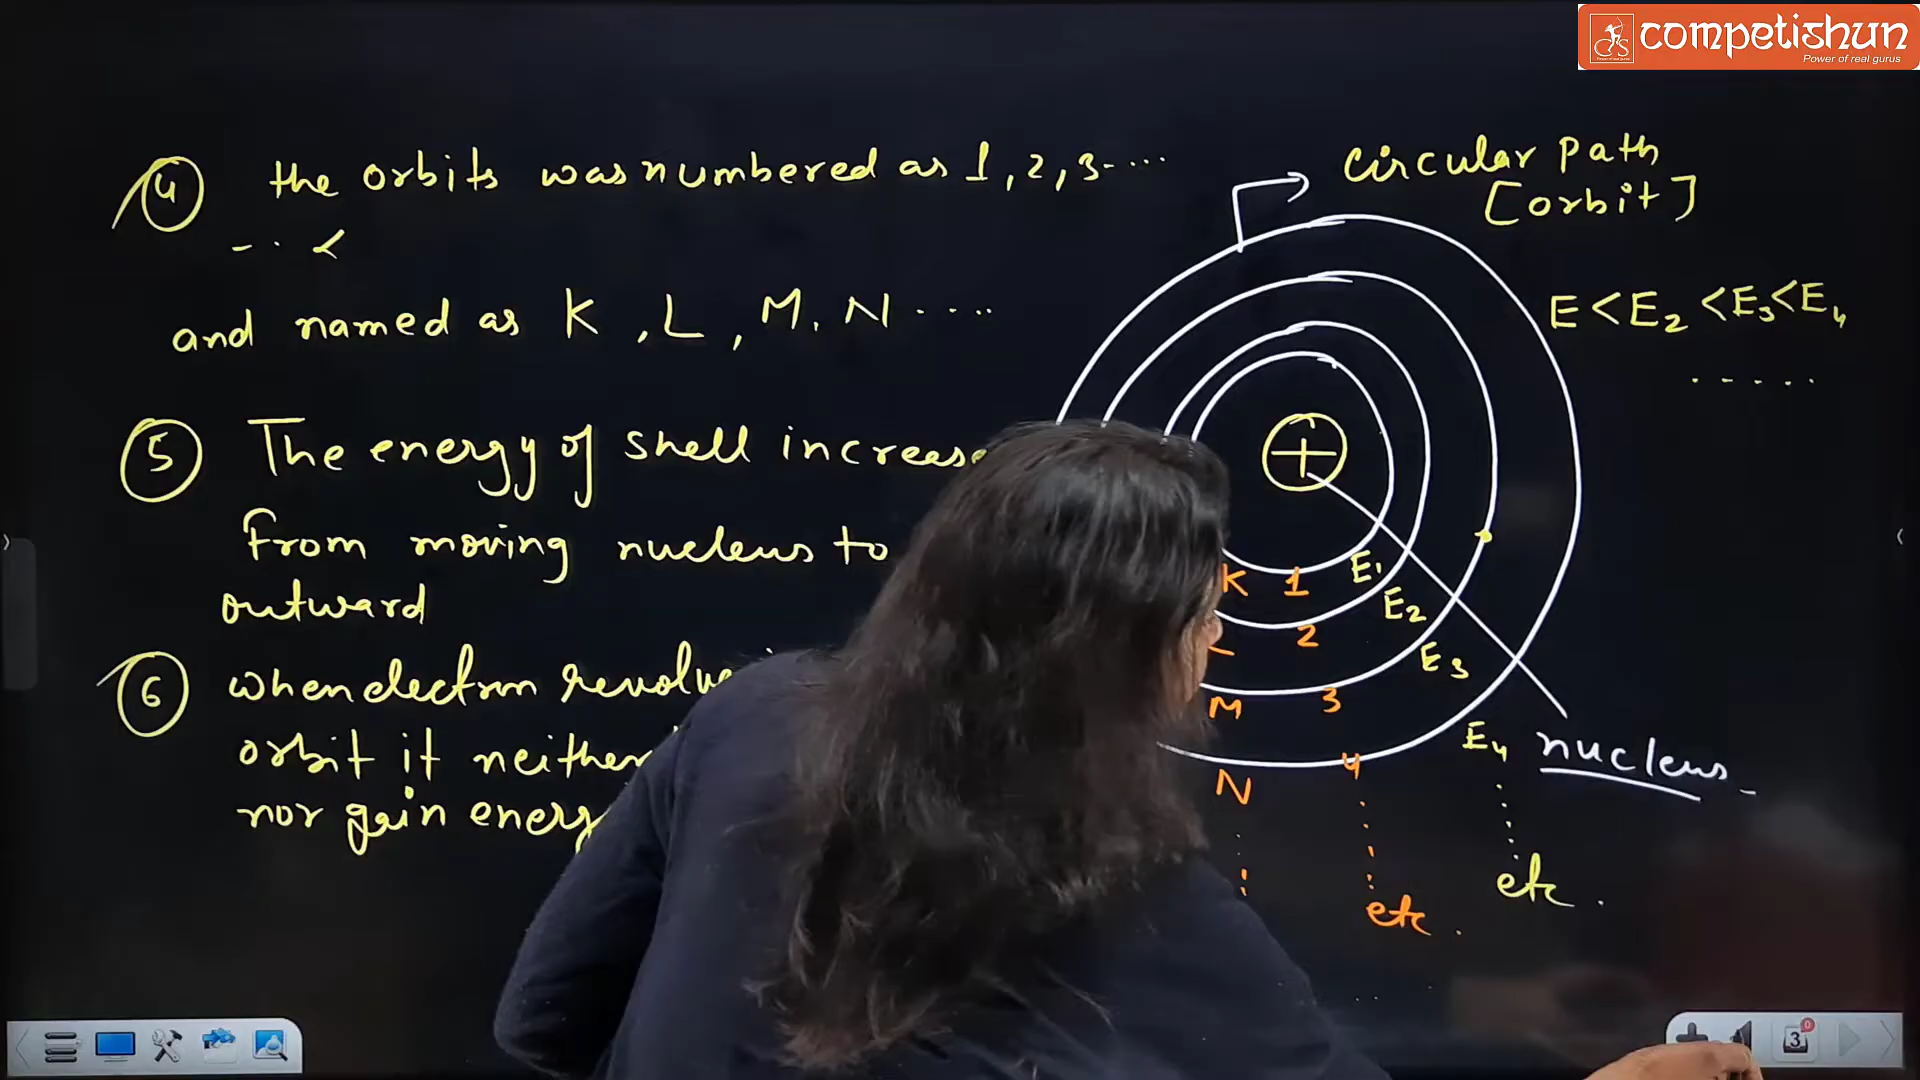 competishun
Power of real gurus
4 the orbits was numbered as 1, 2, 3-....
and named as K, L, M, N ....
5 The energy of shell increase
from moving nucleus to
outward
6 when electron revolve
orbit it neither
nor gain energy
circular path
[orbit]
E < E2 < E3 < E4
.....
K 1 E1
L 2 E2
M 3 E3
N 4 E4
nucleus
etc.
etc.
3